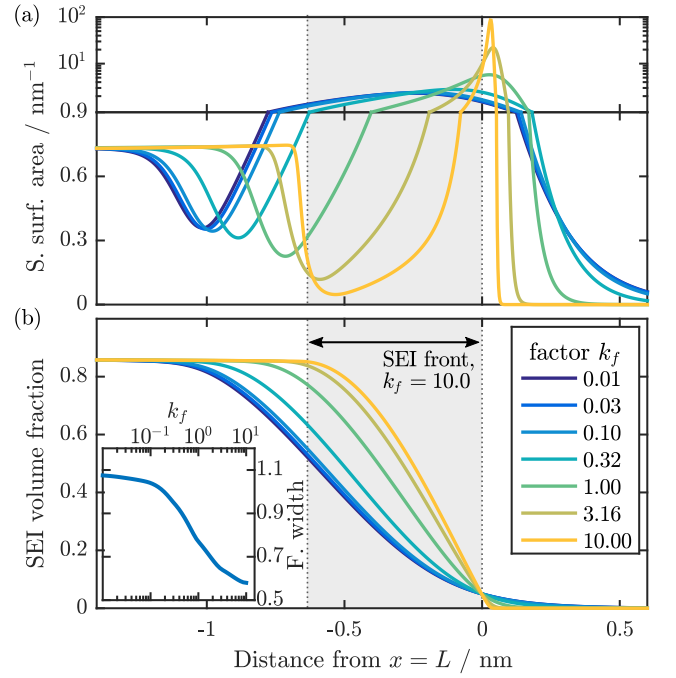 (a)
10²
10¹
0.9
0.6
0.3
0
S. surf. area / nm⁻¹
(b)
0.8
0.6
0.4
0.2
0
SEI volume fraction
SEI front,
k_f = 10.0
factor k_f
0.01
0.03
0.10
0.32
1.00
3.16
10.00
k_f
10⁻¹ 10⁰ 10¹
1.1
0.9
0.7
0.5
F. width
-1 -0.5 0 0.5
Distance from x = L / nm